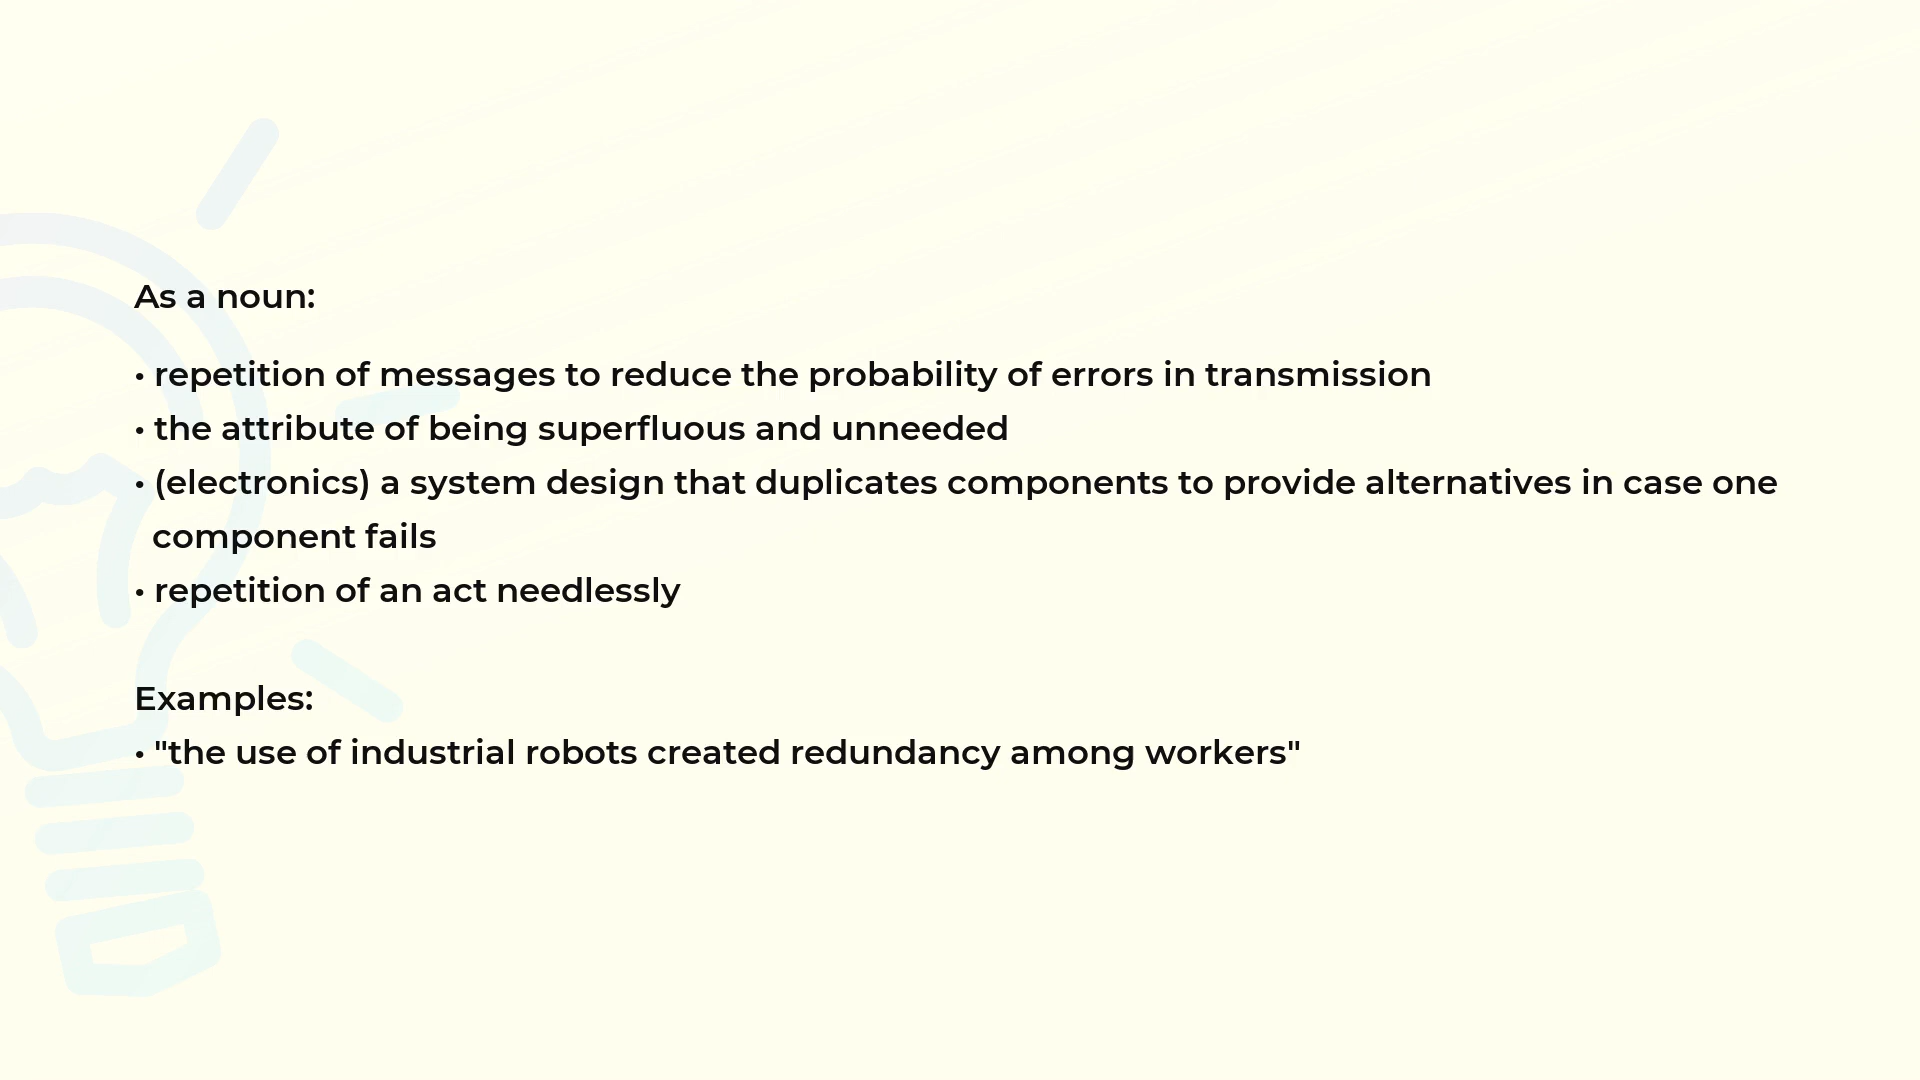 As a noun:
• repetition of messages to reduce the probability of errors in transmission
• the attribute of being superfluous and unneeded
• (electronics) a system design that duplicates components to provide alternatives in case one
component fails
• repetition of an act needlessly
Examples:
• "the use of industrial robots created redundancy among workers"